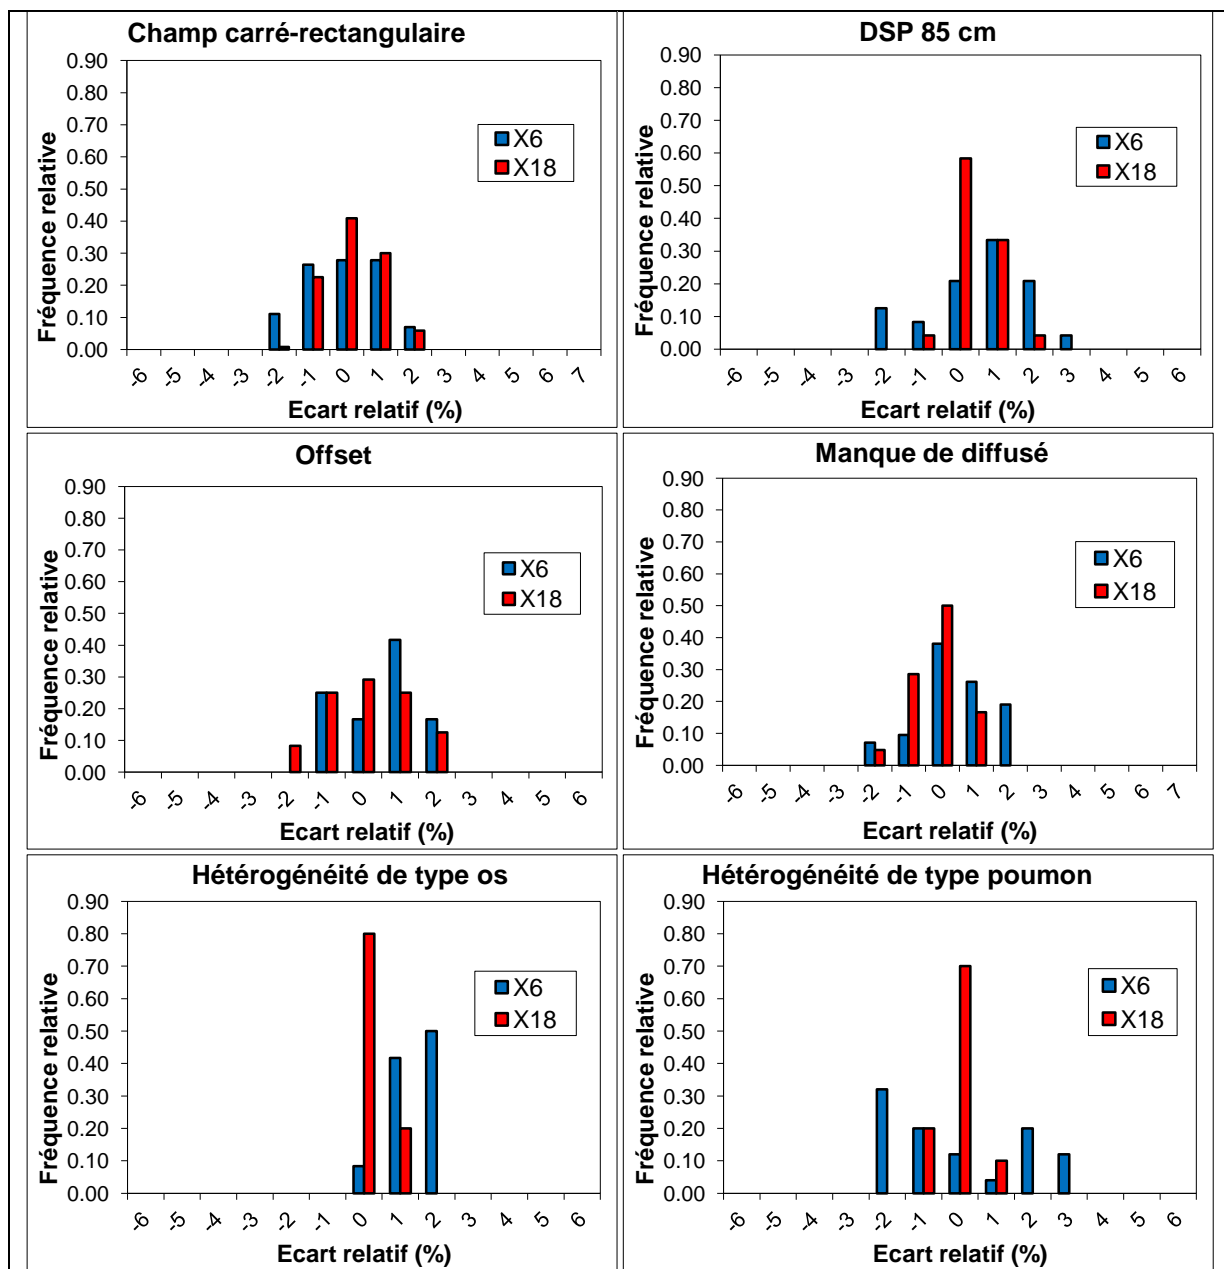 Champ carré-rectangulaire
Fréquence relative
0.90
0.80
0.70
0.60
0.50
0.40
0.30
0.20
0.10
0.00
X6
X18
-6 -5 -4 -3 -2 -1 0 1 2 3 4 5 6 7
Ecart relatif (%)
DSP 85 cm
Fréquence relative
0.90
0.80
0.70
0.60
0.50
0.40
0.30
0.20
0.10
0.00
X6
X18
-6 -5 -4 -3 -2 -1 0 1 2 3 4 5 6
Ecart relatif (%)
Offset
Fréquence relative
0.90
0.80
0.70
0.60
0.50
0.40
0.30
0.20
0.10
0.00
X6
X18
-6 -5 -4 -3 -2 -1 0 1 2 3 4 5 6
Ecart relatif (%)
Manque de diffusé
Fréquence relative
0.90
0.80
0.70
0.60
0.50
0.40
0.30
0.20
0.10
0.00
X6
X18
-6 -5 -4 -3 -2 -1 0 1 2 3 4 5 6 7
Ecart relatif (%)
Hétérogénéité de type os
Fréquence relative
0.90
0.80
0.70
0.60
0.50
0.40
0.30
0.20
0.10
0.00
X6
X18
-6 -5 -4 -3 -2 -1 0 1 2 3 4 5 6
Ecart relatif (%)
Hétérogénéité de type poumon
Fréquence relative
0.90
0.80
0.70
0.60
0.50
0.40
0.30
0.20
0.10
0.00
X6
X18
-6 -5 -4 -3 -2 -1 0 1 2 3 4 5 6
Ecart relatif (%)